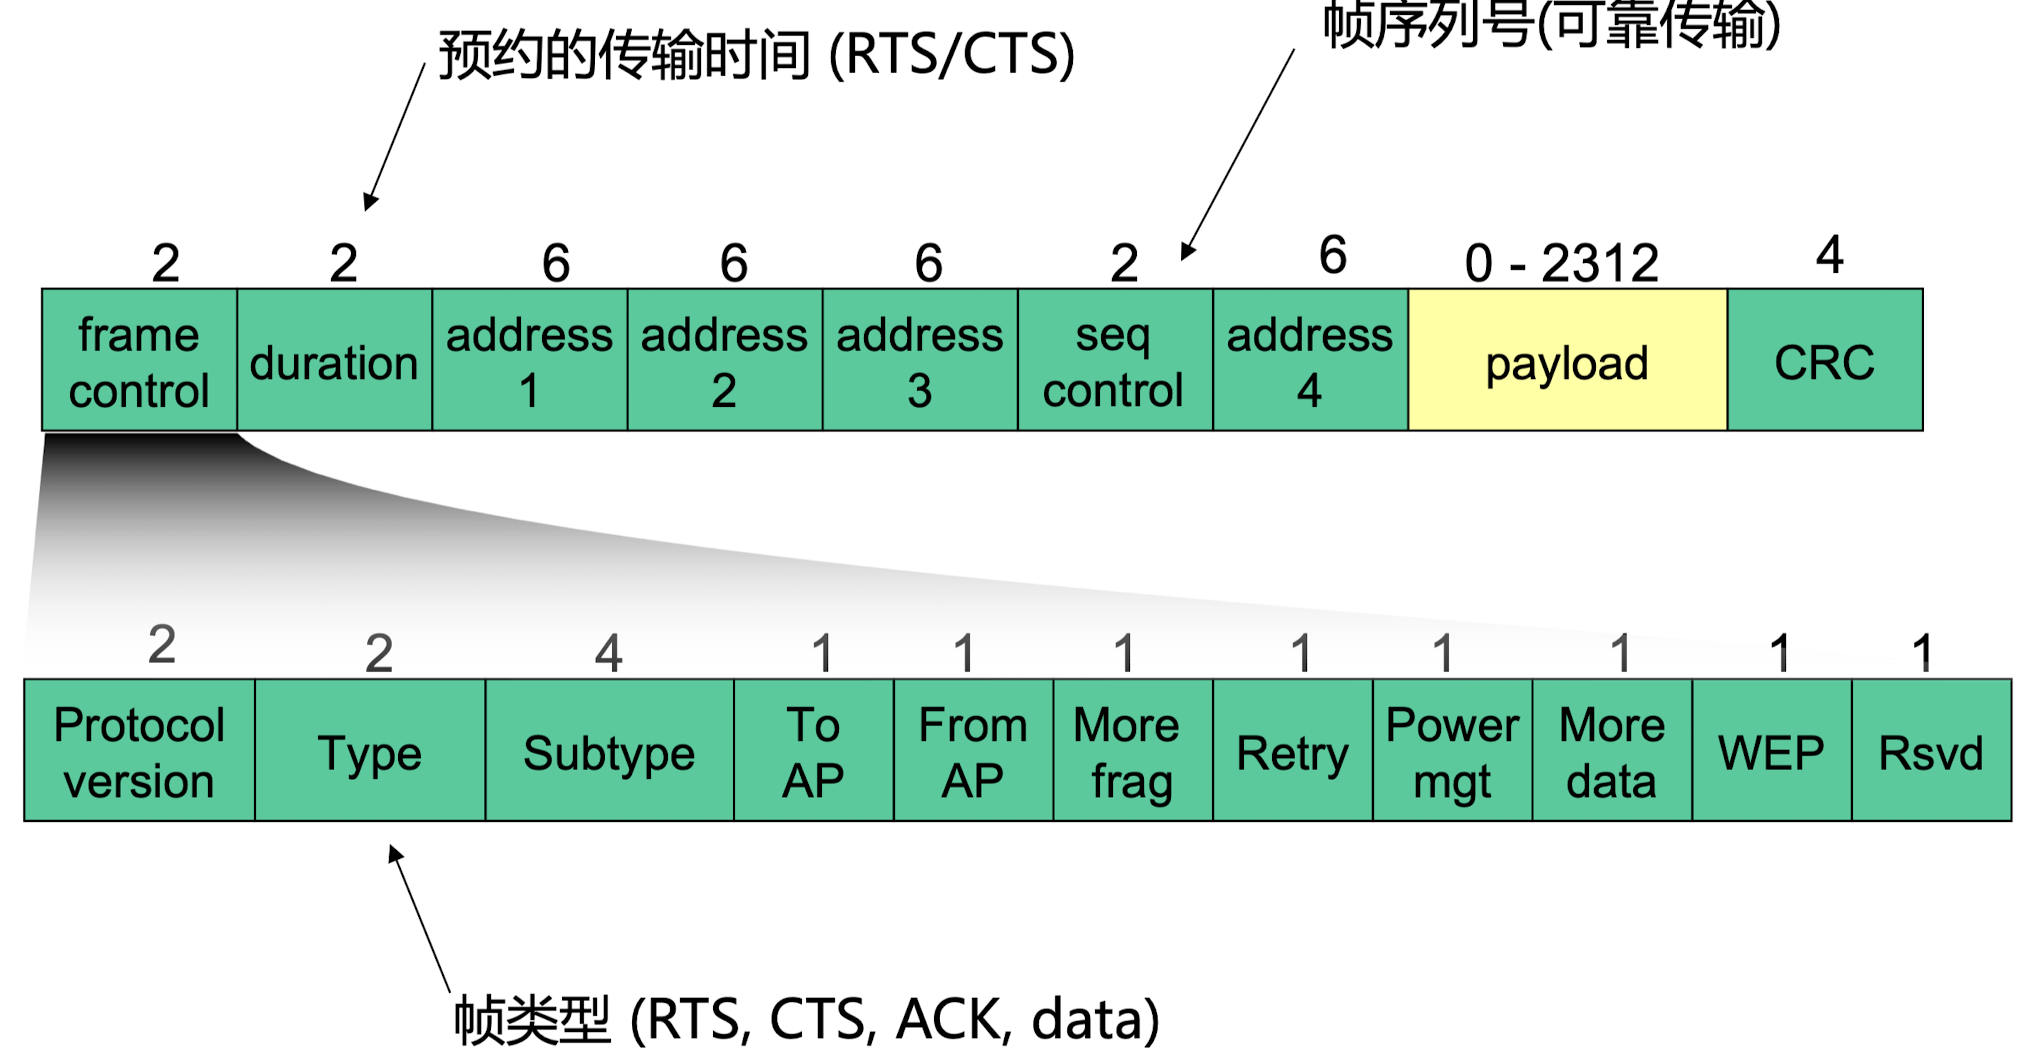 帧序列号(可靠传输)
预约的传输时间 (RTS/CTS)
2 2 6 6 6 2 6 0 - 2312 4
frame control
duration
address 1
address 2
address 3
seq control
address 4
payload
CRC
2 2 4 1 1 1 1 1 1 1 1
Protocol version
Type
Subtype
To AP
From AP
More frag
Retry
Power mgt
More data
WEP
Rsvd
帧类型 (RTS, CTS, ACK, data)